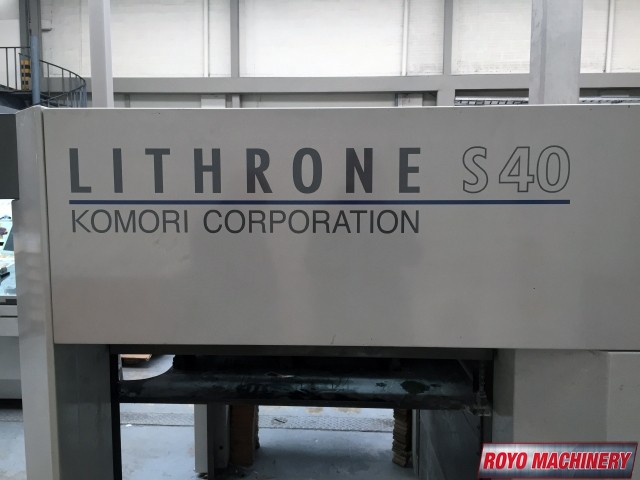 LITHRONE S40
KOMORI CORPORATION
ROYO MACHINERY